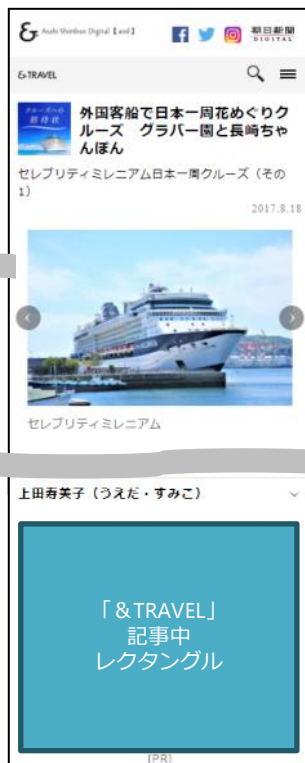 & Asahi Shimbun Digital【and】
朝日新聞
DIGITAL
&TRAVEL
クルーズへの
招待状
外国客船で日本一周花めぐりク
ルーズ　グラバー園と長崎ちゃ
んぽん
セレブリティミレニアム日本一周クルーズ（その
1）
2017.8.18
セレブリティミレニアム
上田寿美子（うえだ・すみこ）
「＆TRAVEL」
記事中
レクタングル
[PR]